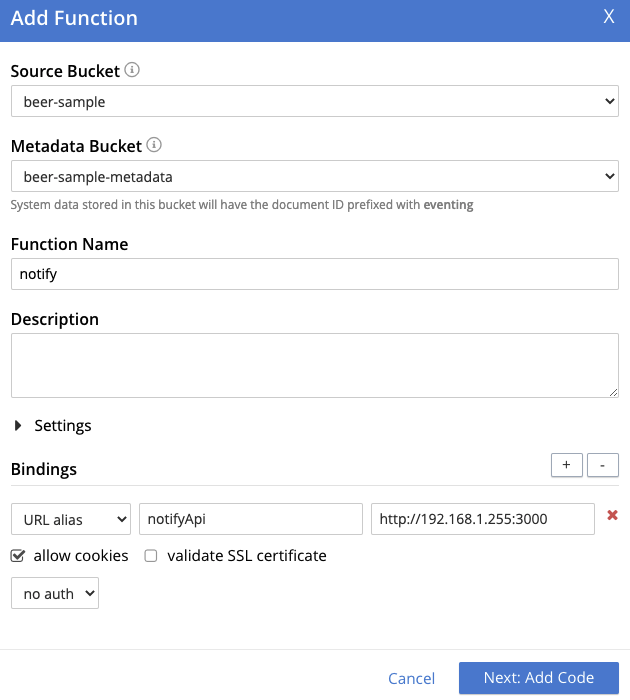 Add Function X
Source Bucket
beer-sample
Metadata Bucket
beer-sample-metadata
System data stored in this bucket will have the document ID prefixed with eventing
Function Name
notify
Description
Settings
Bindings + -
URL alias notifyApi http://192.168.1.255:3000
allow cookies validate SSL certificate
no auth
Cancel Next: Add Code